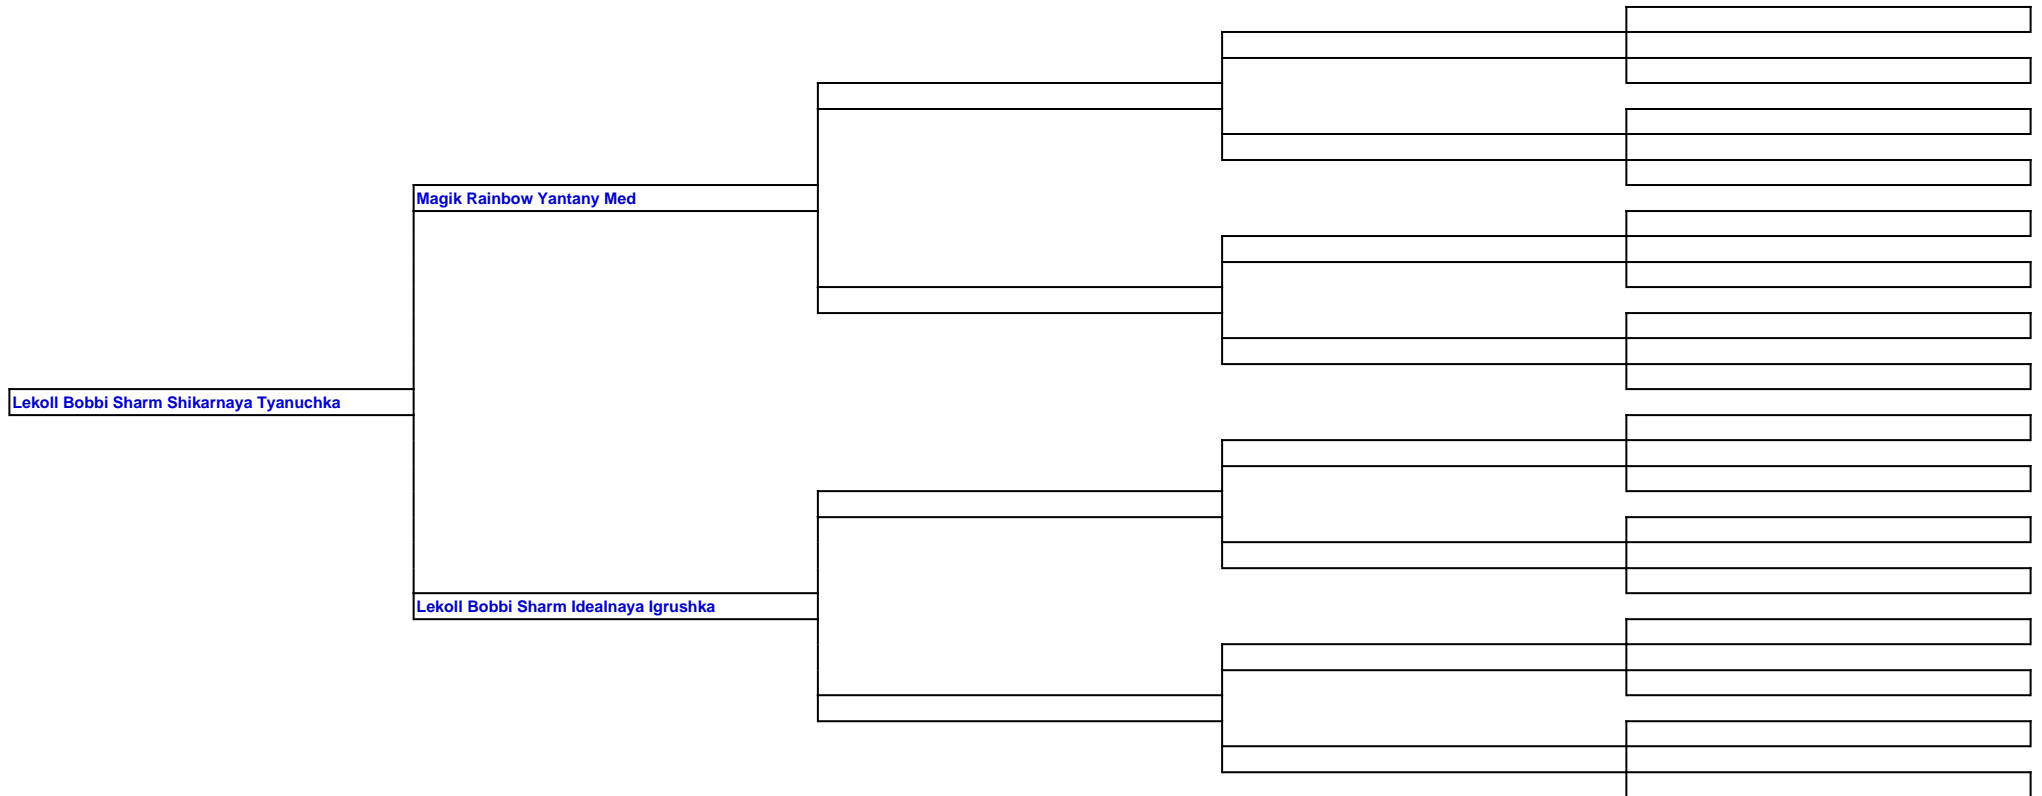 Magik Rainbow Yantany Med
Lekoll Bobbi Sharm Shikarnaya Tyanuchka
Lekoll Bobbi Sharm Idealnaya Igrushka